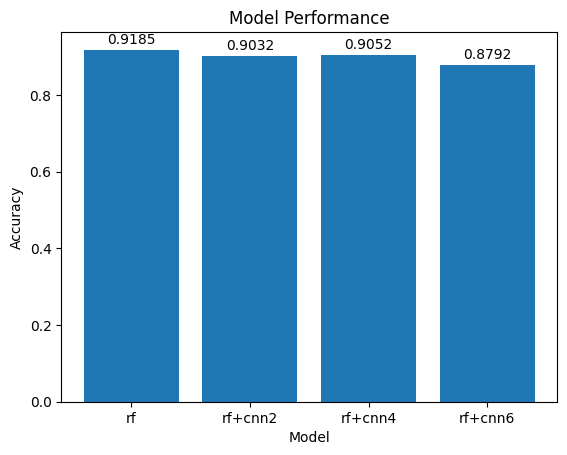 Model Performance
0.9185
0.9032
0.9052
0.8792
Accuracy
0.8
0.6
0.4
0.2
0.0
rf
rf+cnn2
rf+cnn4
rf+cnn6
Model